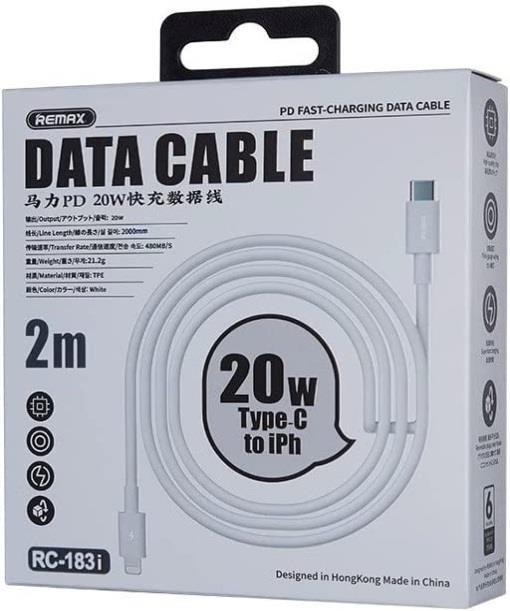 REMAX
PD FAST-CHARGING DATA CABLE
DATA CABLE
马力PD 20W快充数据线
输出/Output/アウトプット/출력: 20W
线长/Line Length/線の長さ/실 길이: 2000mm
传输速率/Transfer Rate/通信速度/전송 속도: 480MB/S
重量/Weight/重さ/무게:21.2g
材质/Material/材質/재질: TPE
颜色/Color/カラー/색상: White
2m
20W
Type-C
to iPh
RC-183i
6
Designed in HongKong Made in China